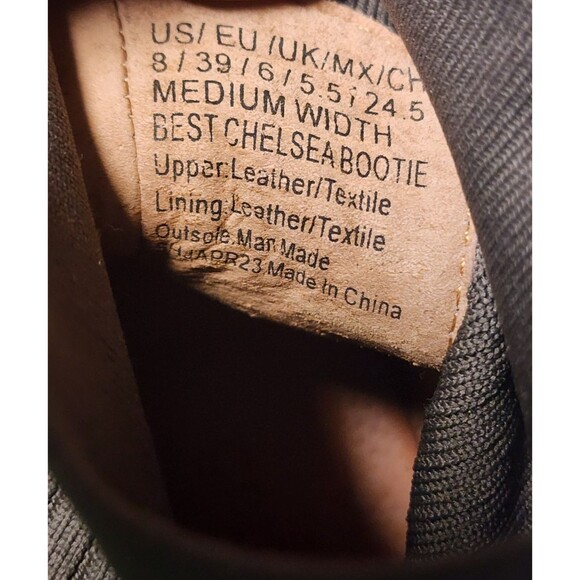 US/ EU /UK/MX/CH
8 / 39 / 6 / 5.5 ; 24.5
MEDIUM WIDTH
BEST CHELSEA BOOTIE
Upper:Leather/Textile
Lining:Leather/Textile
Outsole:Man Made
APR23 Made In China